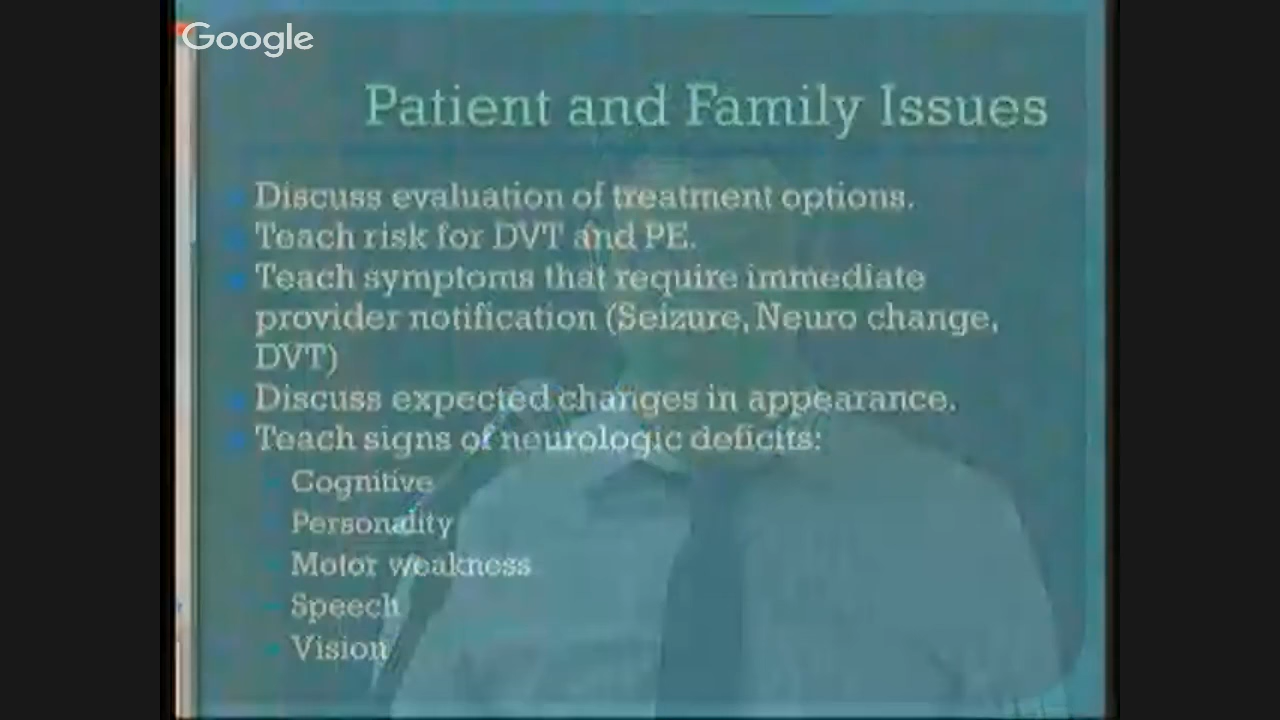 Google
Patient and Family Issues
Discuss evaluation of treatment options.
Teach risk for DVT and PE.
Teach symptoms that require immediate
provider notification (Seizure, Neuro change,
DVT)
Discuss expected changes in appearance.
Teach signs of neurologic deficits:
Cognitive
Personality
Motor weakness
Speech
Vision